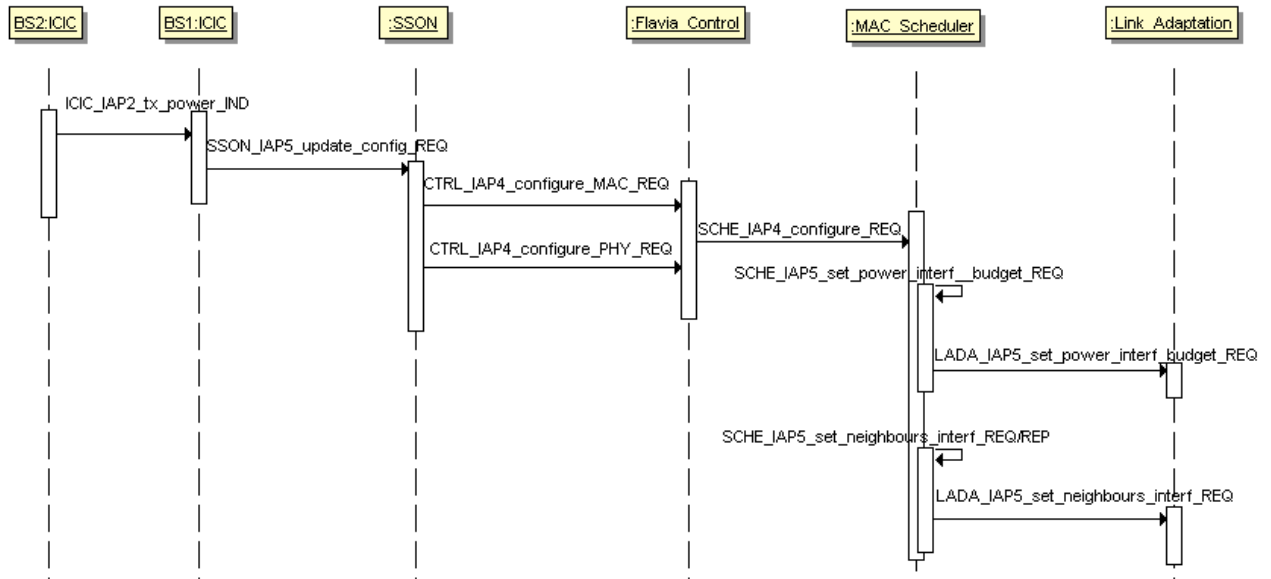 BS2:ICIC
BS1:ICIC
:SSON
:Flavia_Control
:MAC_Scheduler
:Link_Adaptation
ICIC_IAP2_tx_power_IND
SSON_IAP5_update_config_REQ
CTRL_IAP4_configure_MAC_REQ
SCHE_IAP4_configure_REQ
CTRL_IAP4_configure_PHY_REQ
SCHE_IAP5_set_power_interf__budget_REQ
LADA_IAP5_set_power_interf_budget_REQ
SCHE_IAP5_set_neighbours_interf_REQ/REP
LADA_IAP5_set_neighbours_interf_REQ